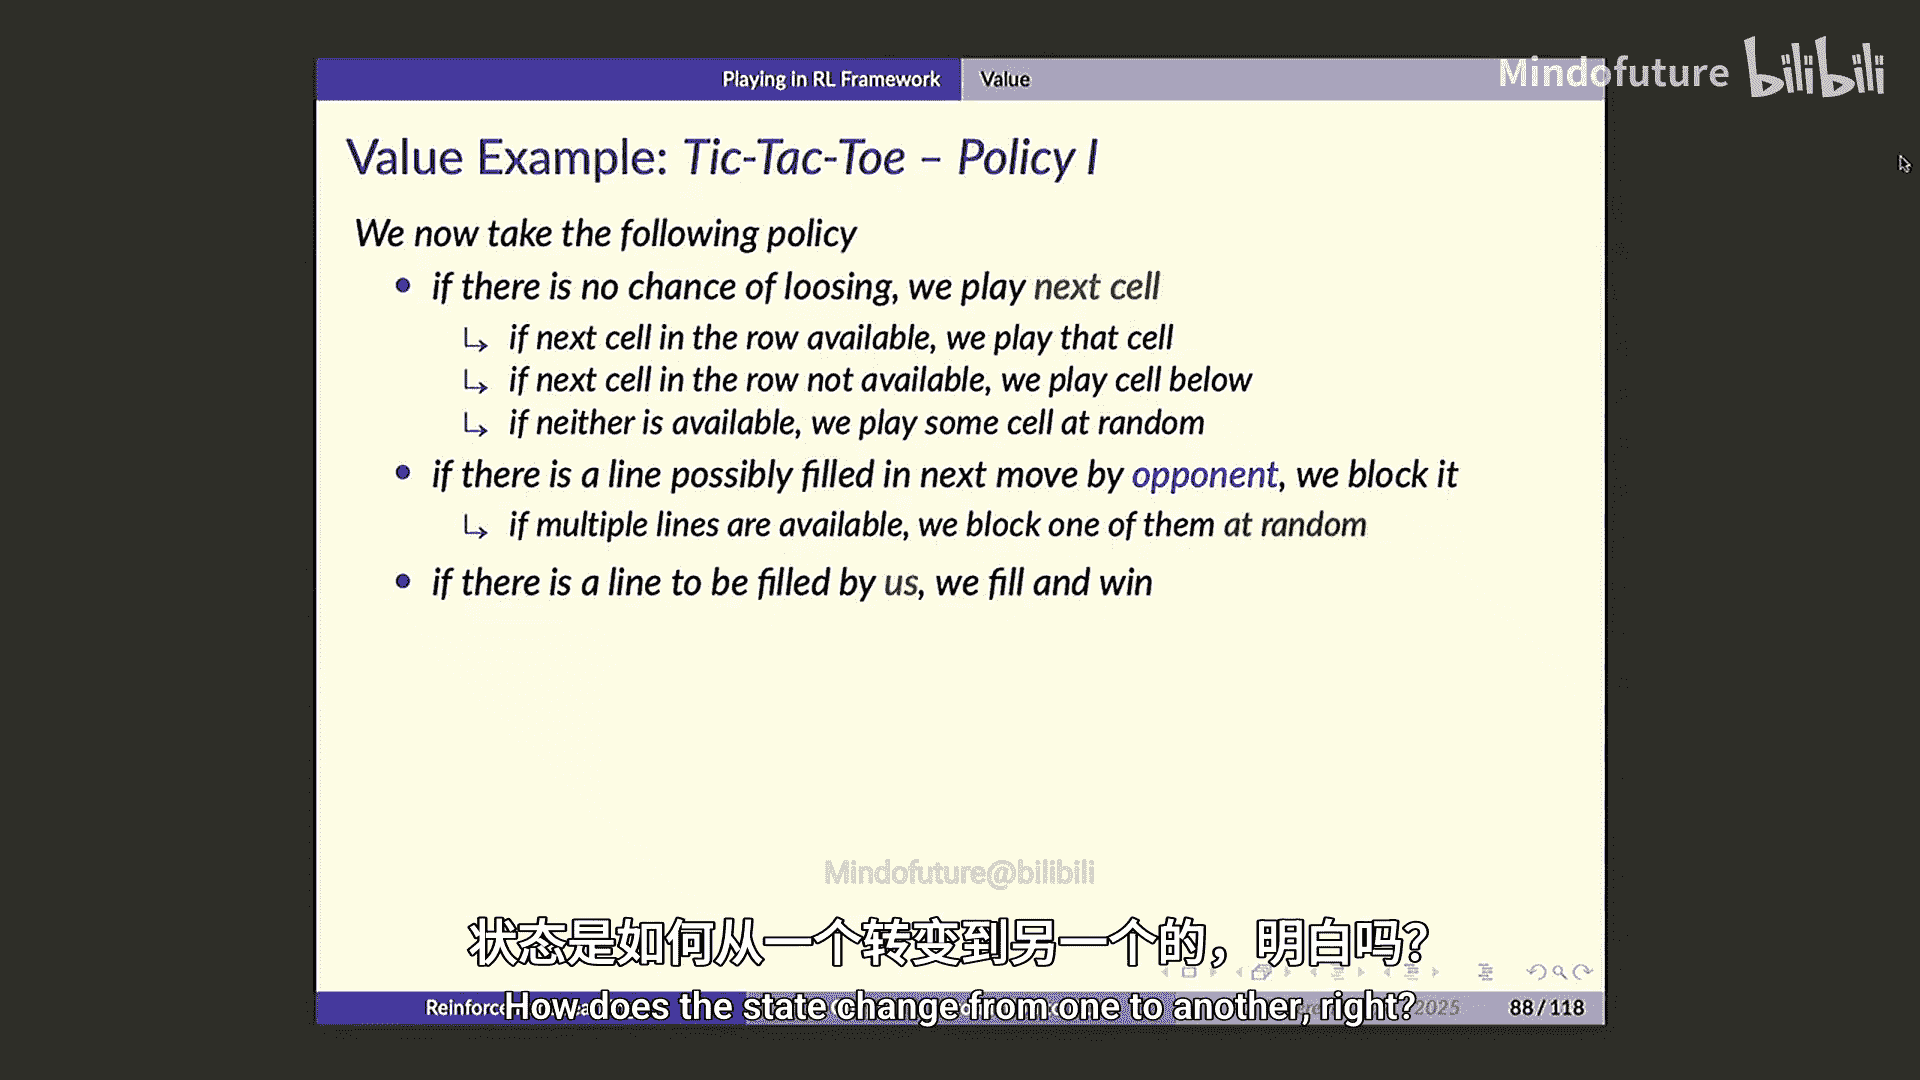 Playing in RL Framework
Value
Mindofuture bilibili
Value Example: Tic-Tac-Toe – Policy I
We now take the following policy
• if there is no chance of loosing, we play next cell
↳ if next cell in the row available, we play that cell
↳ if next cell in the row not available, we play cell below
↳ if neither is available, we play some cell at random
• if there is a line possibly filled in next move by opponent, we block it
↳ if multiple lines are available, we block one of them at random
• if there is a line to be filled by us, we fill and win
Mindofuture@bilibili
状态是如何从一个转变到另一个的，明白吗？
How does the state change from one to another, right?
2025
88 / 118